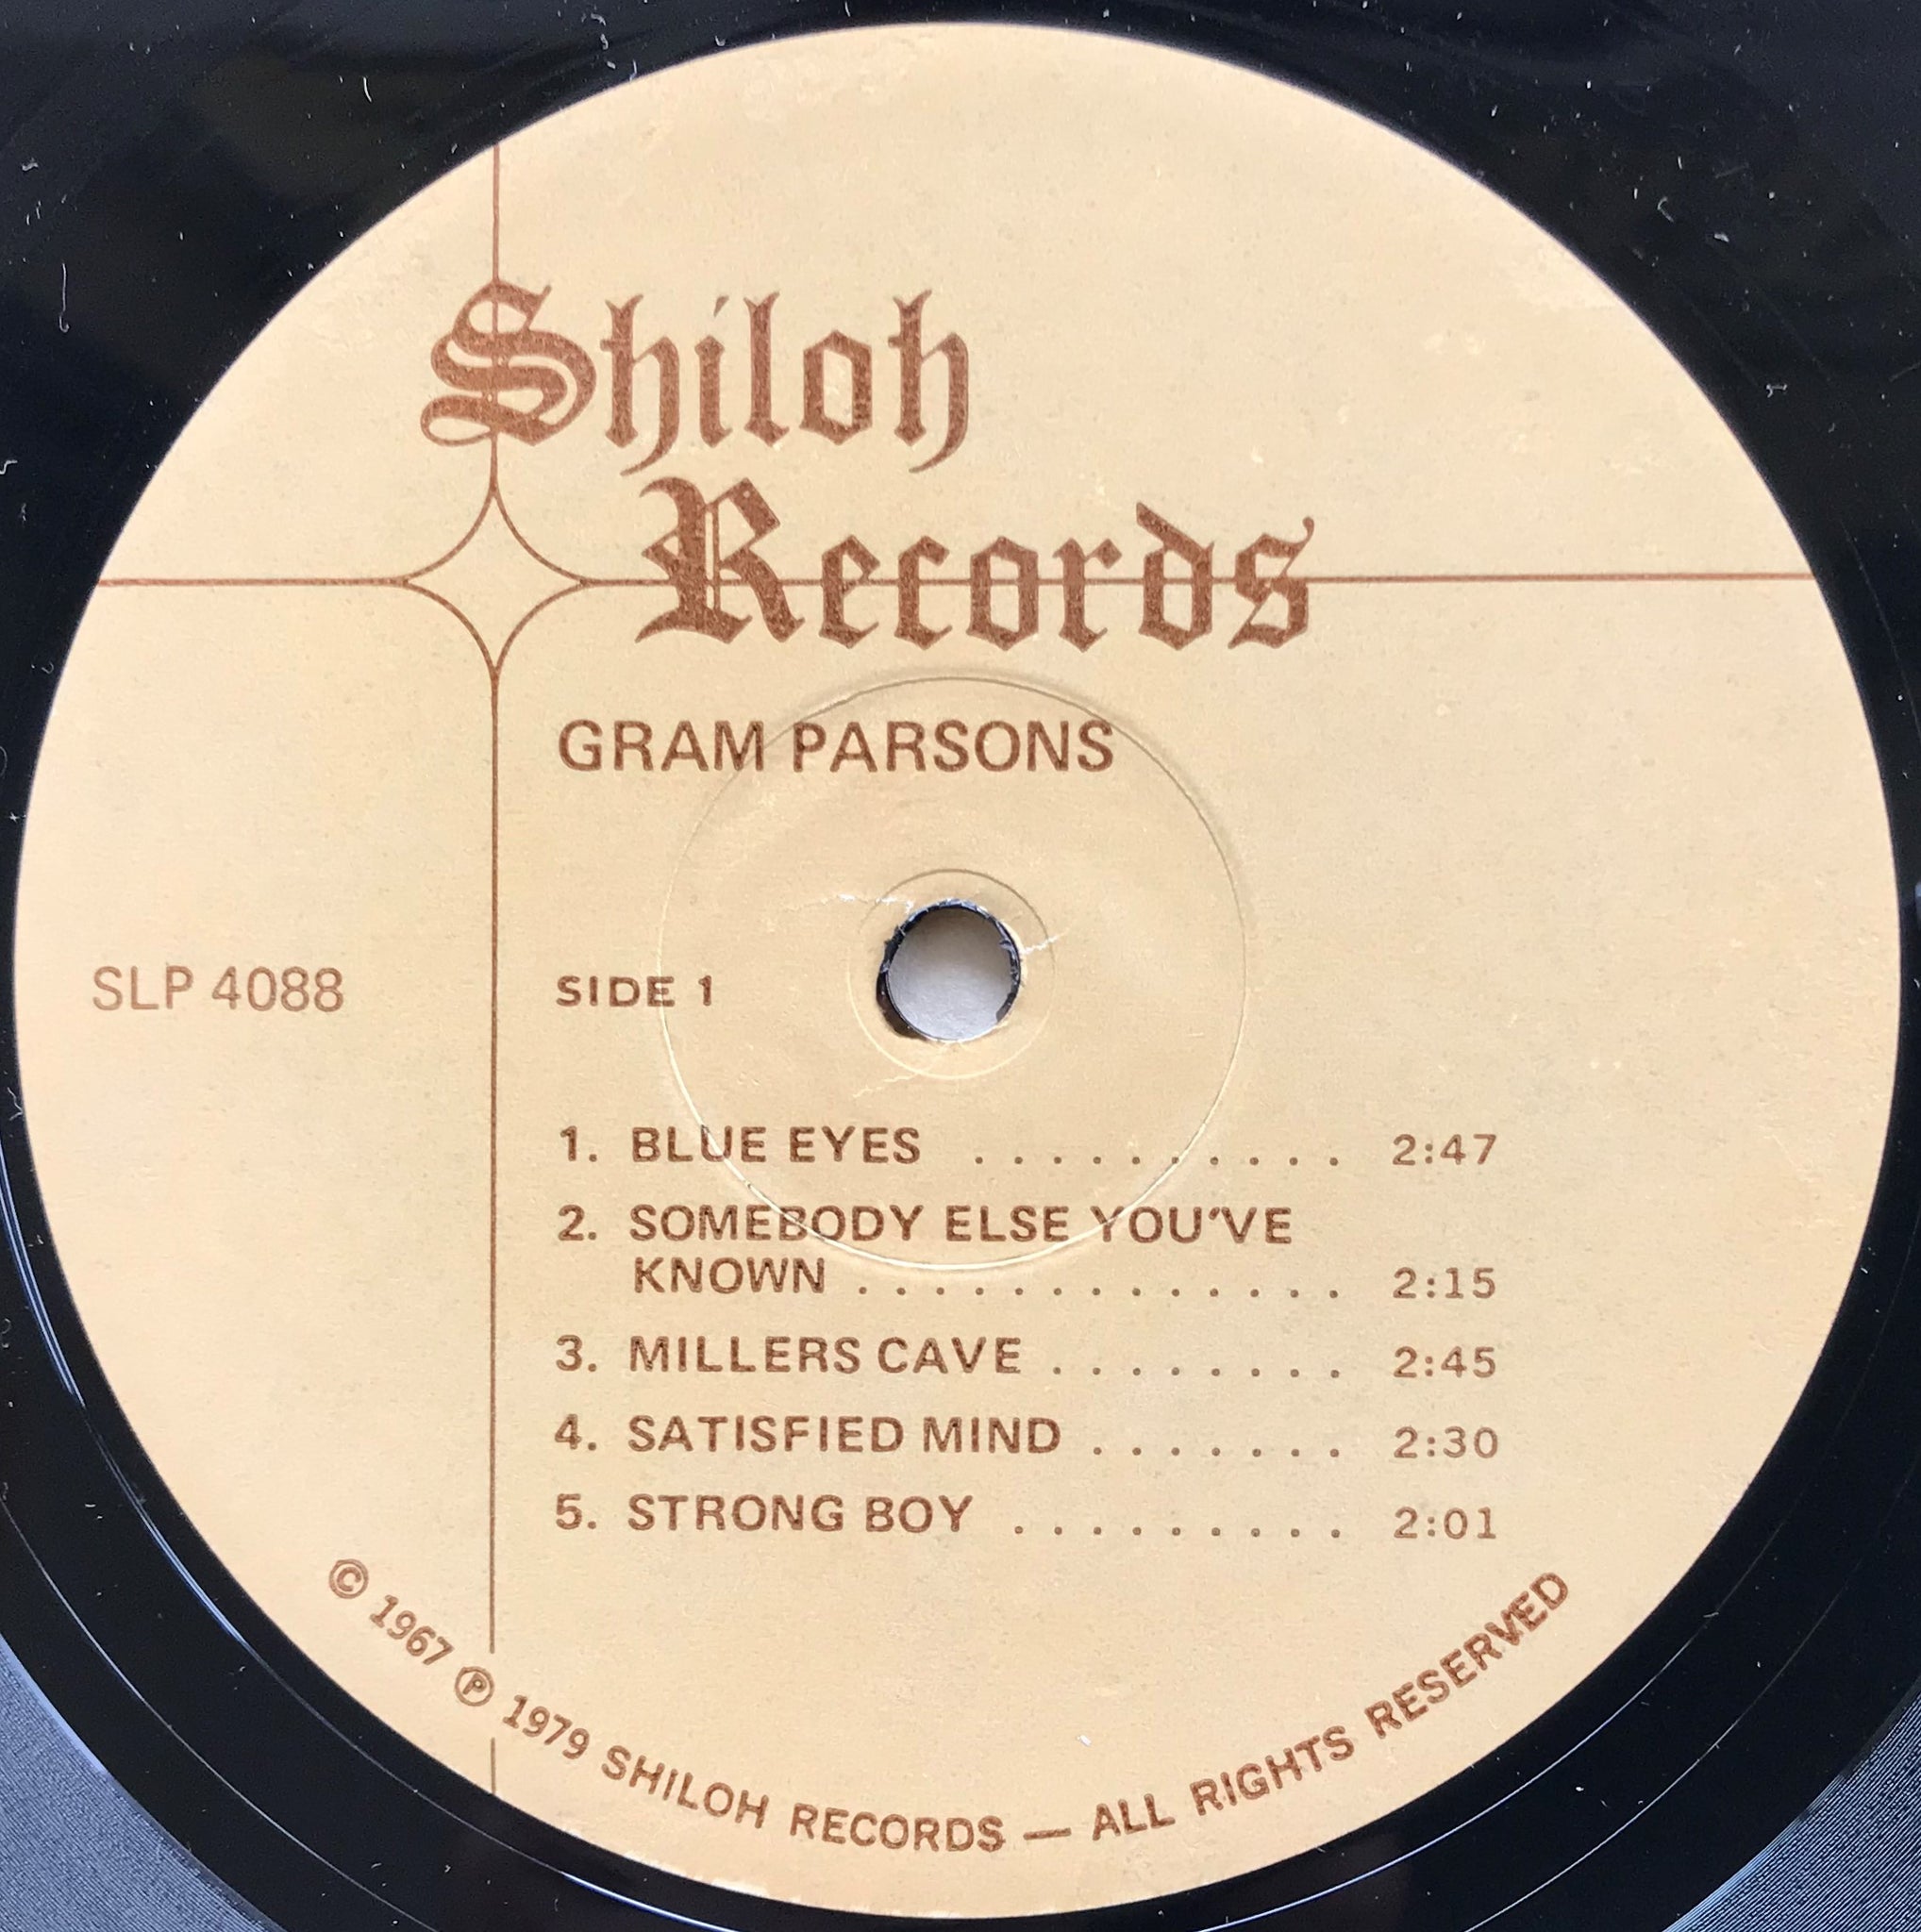 Shiloh
Records
GRAM PARSONS
SLP 4088
SIDE 1
1. BLUE EYES . . . . . . . . . . 2:47
2. SOMEBODY ELSE YOU'VE
KNOWN . . . . . . . . . . . . . 2:15
3. MILLERS CAVE . . . . . . . . 2:45
4. SATISFIED MIND . . . . . . . 2:30
5. STRONG BOY . . . . . . . . . 2:01
© 1967 ℗ 1979 SHILOH RECORDS — ALL RIGHTS RESERVED